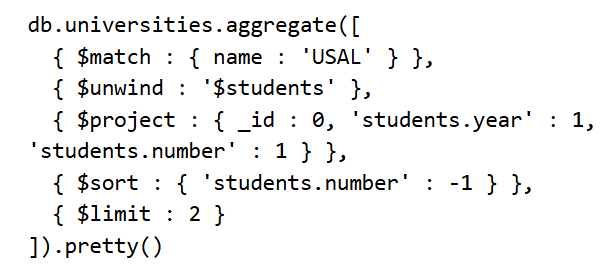 db.universities.aggregate([
  { $match : { name : 'USAL' } },
  { $unwind : '$students' },
  { $project : { _id : 0, 'students.year' : 1,
'students.number' : 1 } },
  { $sort : { 'students.number' : -1 } },
  { $limit : 2 }
]).pretty()